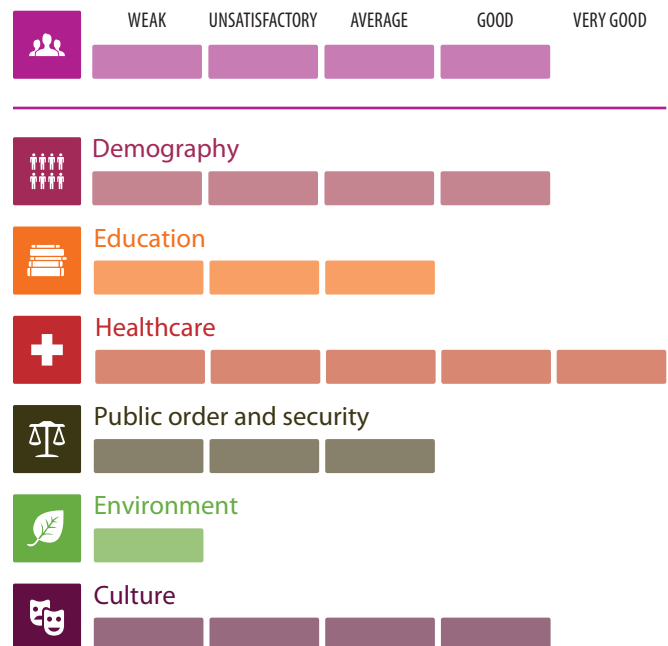 WEAK UNSATISFACTORY AVERAGE GOOD VERY GOOD
Demography
Education
Healthcare
Public order and security
Environment
Culture